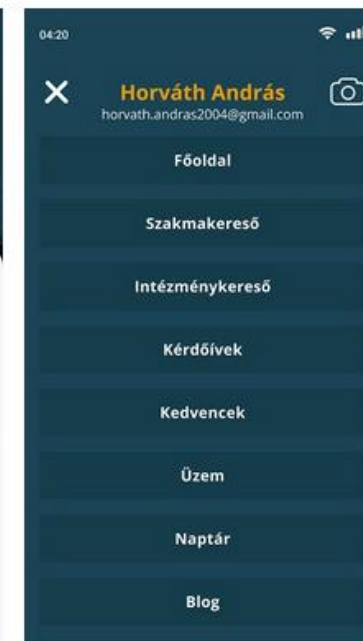 04:20
Horváth András
horvath.andras2004@gmail.com
Főoldal
Szakmakereső
Intézménykereső
Kérdőívek
Kedvencek
Üzem
Naptár
Blog